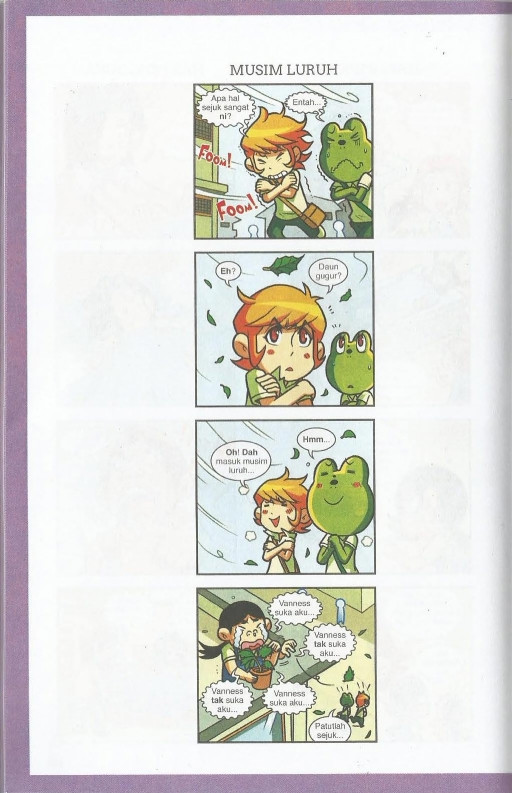 MUSIM LURUH
Apa hal
sejuk sangat
ni?
Entah...
FOOM!
FOOM!
Eh?
Daun
gugur?
Oh! Dah
masuk musim
luruh...
Hmm...
Vanness
suka aku...
Vanness
tak suka
aku...
Vanness
tak suka
aku...
Vanness
suka aku...
Patutlah
sejuk...